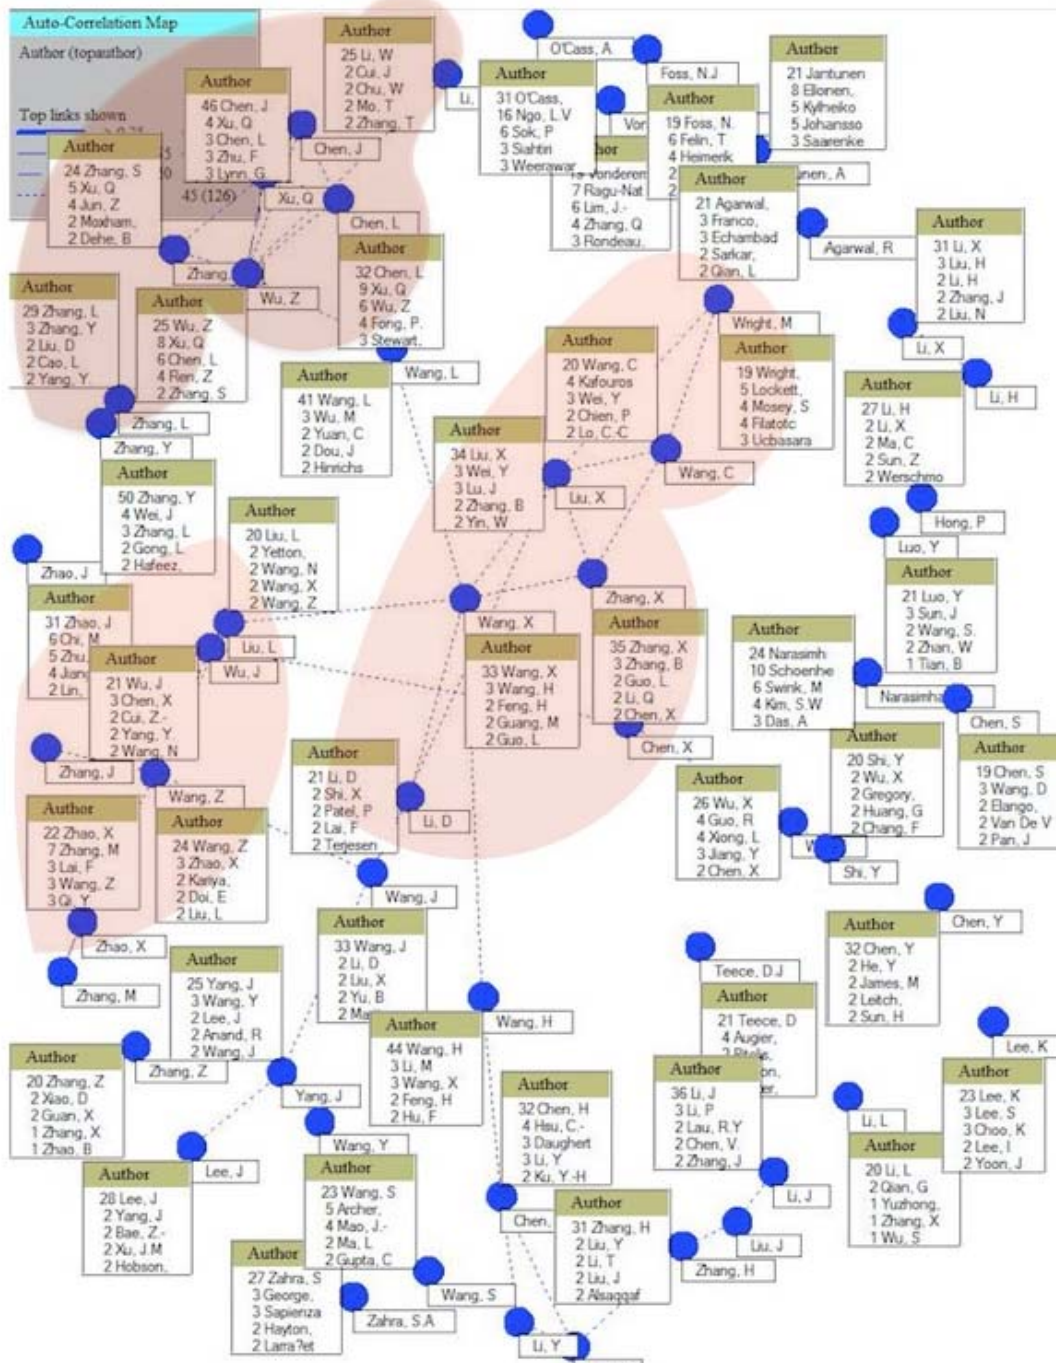 Auto-Correlation Map
Author (topauthor)
Top links shown
45 (126)
Author
25 Li, W
2 Cui, J
2 Chu, W
2 Mo, T
2 Zhang, T
Li,
Author
46 Chen, J
4 Xu, Q
3 Chen, L
3 Zhu, F
3 Lynn, G
Chen, J
Author
24 Zhang, S
5 Xu, Q
4 Jun, Z
2 Moxham,
2 Dehe, B
Xu, Q
Chen, L
Zhang,
Wu, Z
O'Cass, A
Foss, N.J
Author
31 O'Cass,
16 Ngo, L.V
6 Sok, P
3 Siahtiri
3 Weerawar
Author
19 Foss, N.
6 Felin, T
4 Heimerik
Author
21 Jantunen
8 Ellonen,
5 Kylheiko
5 Johansso
3 Saarenke
7 Ragu-Nat
6 Lim, J.-
4 Zhang, Q
3 Rondeau,
Author
21 Agarwal,
3 Franco,
3 Echambad
2 Sarkar,
2 Qian, L
Agarwal, R
Author
31 Li, X
3 Liu, H
2 Li, H
2 Zhang, J
2 Liu, N
Li, X
Li, H
Author
29 Zhang, L
3 Zhang, Y
2 Liu, D
2 Cao, L
2 Yang, Y.
Author
25 Wu, Z
8 Xu, Q
6 Chen, L
4 Ren, Z
2 Zhang, S
Author
32 Chen, L
9 Xu, Q
6 Wu, Z
4 Fong, P.
3 Stewart,
Wang, L
Author
41 Wang, L
3 Wu, M
2 Yuan, C
2 Dou, J
2 Hinrichs
Zhang, L
Zhang, Y
Author
50 Zhang, Y
4 Wei, J
3 Zhang, L
2 Gong, L
2 Hafeez,
Wright, M
Author
19 Wright,
5 Lockett,
4 Mosey, S
4 Filatotc
3 Ucbasara
Author
20 Wang, C
4 Kafouros
3 Wei, Y
2 Chien, P
2 Lo, C.-C
Wang, C
Author
34 Liu, X
3 Wei, Y
3 Lu, J
2 Zhang, B
2 Yin, W
Liu, X
Author
27 Li, H
2 Li, X
2 Ma, C
2 Sun, Z
2 Werschmo
Hong, P
Luo, Y
Author
21 Luo, Y
3 Sun, J
2 Wang, S.
2 Zhan, W
1 Tian, B
Author
20 Liu, L
2 Yetton,
2 Wang, N
2 Wang, X
2 Wang, Z
Liu, L
Wu, J
Zhao, J
Author
31 Zhao, J
6 Chi, M
5 Zhu,
4 Jiang
2 Lin,
Author
21 Wu, J
3 Chen, X
2 Cui, Z.-
2 Yang, Y
2 Wang, N
Zhang, X
Wang, X
Author
35 Zhang, X
3 Zhang, B
2 Guo, L
2 Li, Q
2 Chen, X
Author
33 Wang, X
3 Wang, H
2 Feng, H
2 Guang, M
2 Guo, L
Chen, X
Author
24 Narasimh
10 Schoenhe
6 Swink, M
4 Kim, S.W
3 Das, A
Narasimha
Chen, S
Author
20 Shi, Y
2 Wu, X
2 Gregory,
2 Huang, G
2 Chang, F
Author
19 Chen, S
3 Wang, D
2 Elango,
2 Van De V
2 Pan, J
Author
26 Wu, X
4 Guo, R
4 Xiong, L
3 Jiang, Y
2 Chen, X
Shi, Y
Zhang, J
Wang, Z
Author
22 Zhao, X
7 Zhang, M
3 Lai, F
3 Wang, Z
3 Qi, Y
Author
24 Wang, Z
3 Zhao, X
2 Kariya,
2 Doi, E
2 Liu, L
Author
21 Li, D
2 Shi, X
2 Patel, P
2 Lai, F
2 Terjesen
Li, D
Wang, J
Author
33 Wang, J
2 Li, D
2 Liu, X
2 Yu, B
Zhao, X
Zhang, M
Author
25 Yang, J
3 Wang, Y
2 Lee, J
2 Anand, R
2 Wang, J
Zhang, Z
Author
20 Zhang, Z
2 Xiao, D
2 Guan, X
1 Zhang, X
1 Zhao, B
Yang, J
Author
44 Wang, H
3 Li, M
3 Wang, X
2 Feng, H
2 Hu, F
Wang, H
Chen, Y
Author
32 Chen, Y
2 He, Y
2 James, M
2 Leitch,
2 Sun, H
Teece, D.J
Author
21 Teece, D
4 Augier,
Author
36 Li, J
3 Li, P
2 Lau, R.Y
2 Chen, V.
2 Zhang, J
Lee, K
Author
23 Lee, K
3 Lee, S
3 Choo, K
2 Lee, I
2 Yoon, J
Li, L
Author
20 Li, L
2 Qian, G
1 Yuzhong,
1 Zhang, X
1 Wu, S
Author
32 Chen, H
4 Hsu, C.-
3 Daughert
3 Li, Y
2 Ku, Y.-H
Chen,
Wang, Y
Lee, J
Author
28 Lee, J
2 Yang, J
2 Bae, Z.-
2 Xu, J.M
2 Hobson,
Author
23 Wang, S
5 Archer,
4 Mao, J.-
2 Ma, L
2 Gupta, C
Wang, S
Author
27 Zahra, S
3 George,
3 Sapienza
2 Hayton,
2 Larra?et
Zahra, S.A
Author
31 Zhang, H
2 Liu, Y
2 Li, T
2 Liu, J
2 Alsaqqaf
Li, J
Liu, J
Zhang, H
Li, Y